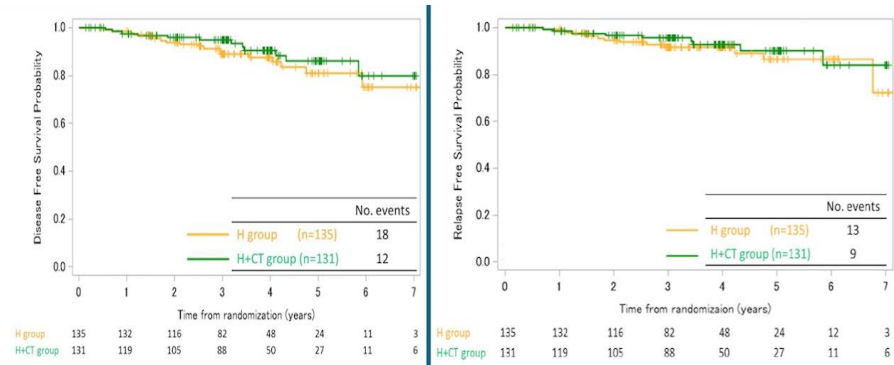 Disease Free Survival Probability
1.0
0.8
0.6
0.4
0.2
0.0
No. events
H group (n=135) 18
H+CT group (n=131) 12
0 1 2 3 4 5 6 7
Time from randomization (years)
H group 135 132 116 82 48 24 11 3
H+CT group 131 119 105 88 50 27 11 6
Relapse Free Survival Probability
1.0
0.8
0.6
0.4
0.2
0.0
No. events
H group (n=135) 13
H+CT group (n=131) 9
0 1 2 3 4 5 6 7
Time from randomizaion (years)
H group 135 132 116 82 48 24 12 3
H+CT group 131 119 105 88 50 27 11 6